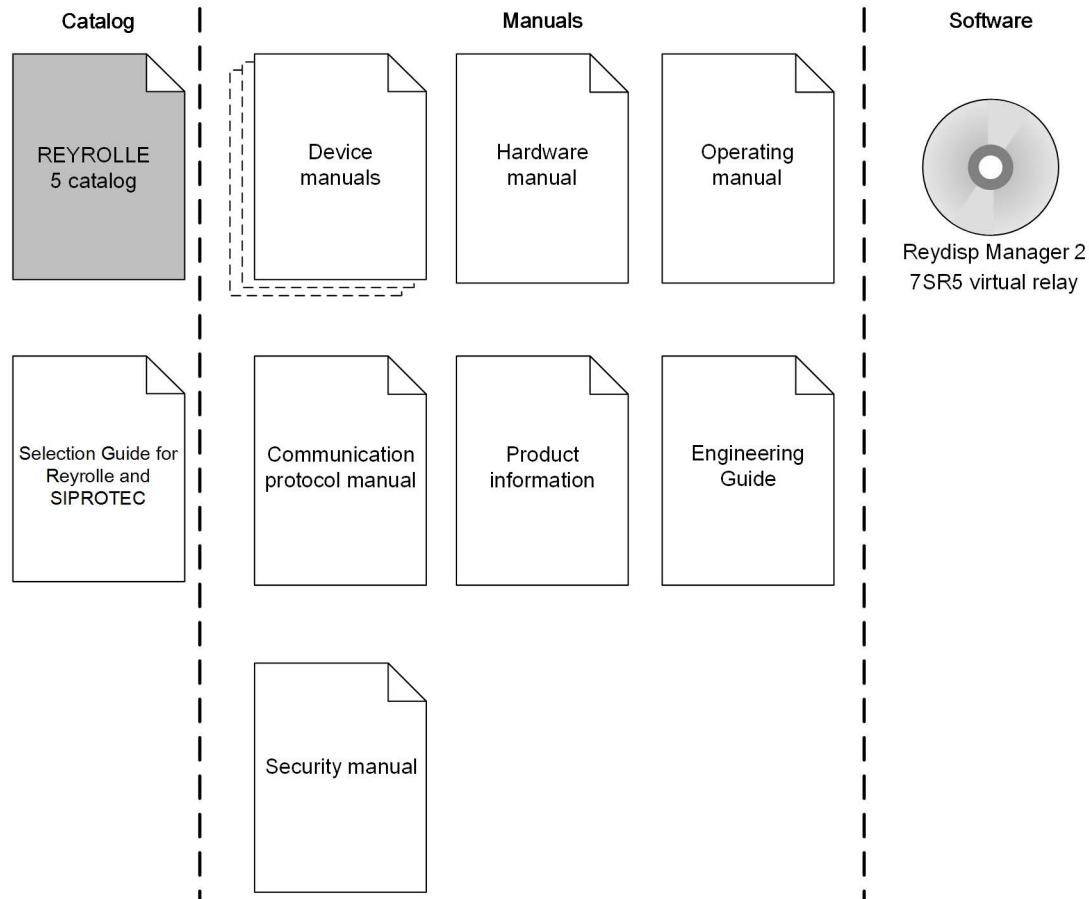 Catalog
Manuals
Software
REYROLLE
5 catalog
Device
manuals
Hardware
manual
Operating
manual
Reydisp Manager 2
7SR5 virtual relay
Selection Guide for
Reyrolle and
SIPROTEC
Communication
protocol manual
Product
information
Engineering
Guide
Security manual